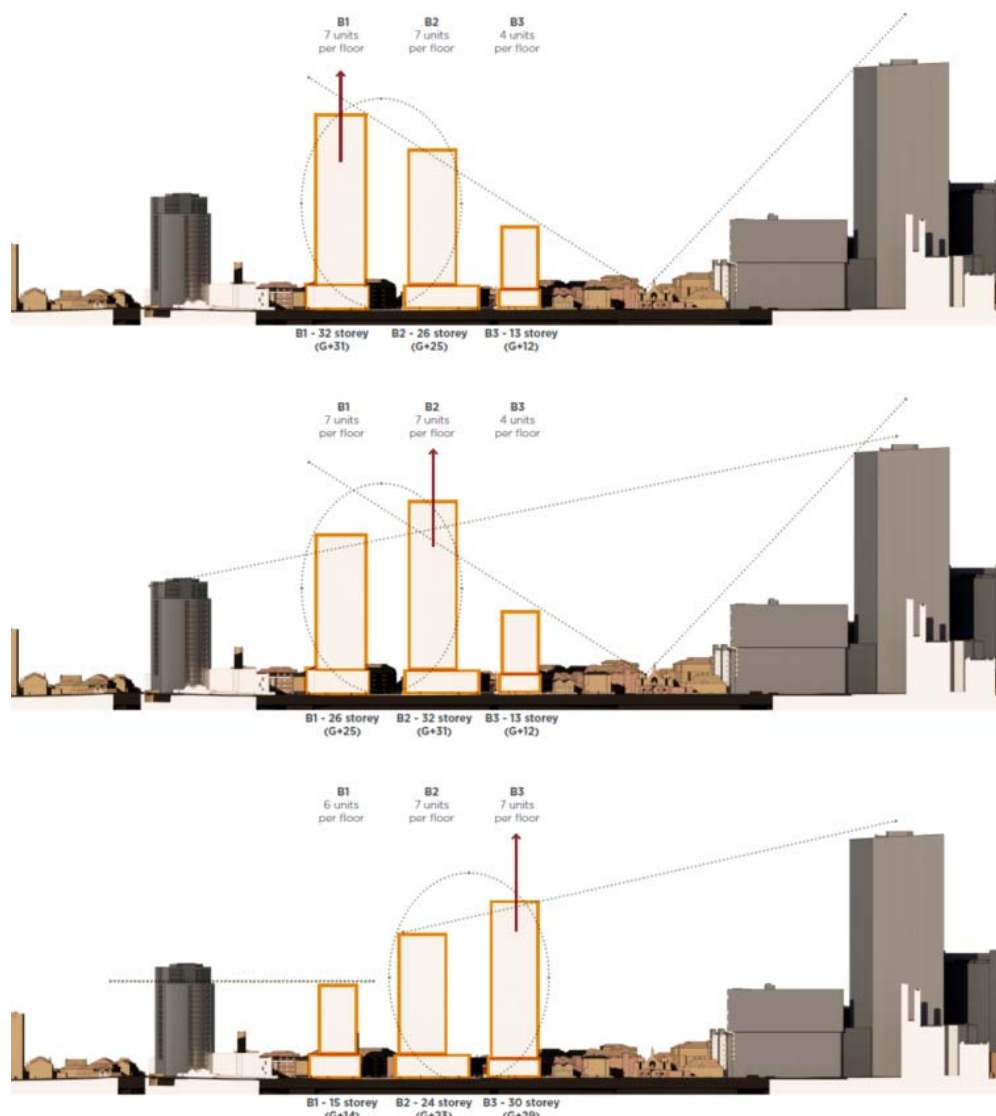 B1
7 units
per floor
B2
7 units
per floor
B3
4 units
per floor
B1 - 32 storey
(G+31)
B2 - 26 storey
(G+25)
B3 - 13 storey
(G+12)
B1
7 units
per floor
B2
7 units
per floor
B3
4 units
per floor
B1 - 26 storey
(G+25)
B2 - 32 storey
(G+31)
B3 - 13 storey
(G+12)
B1
6 units
per floor
B2
7 units
per floor
B3
7 units
per floor
B1 - 15 storey
(G+14)
B2 - 24 storey
(G+23)
B3 - 30 storey
(G+29)